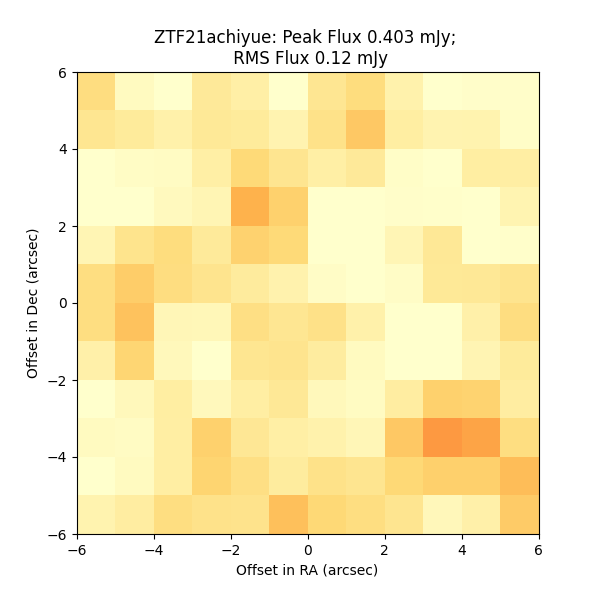 ZTF21achiyue: Peak Flux 0.403 mJy;
RMS Flux 0.12 mJy
6
4
2
0
−2
−4
−6
Offset in Dec (arcsec)
−6 −4 −2 0 2 4 6
Offset in RA (arcsec)